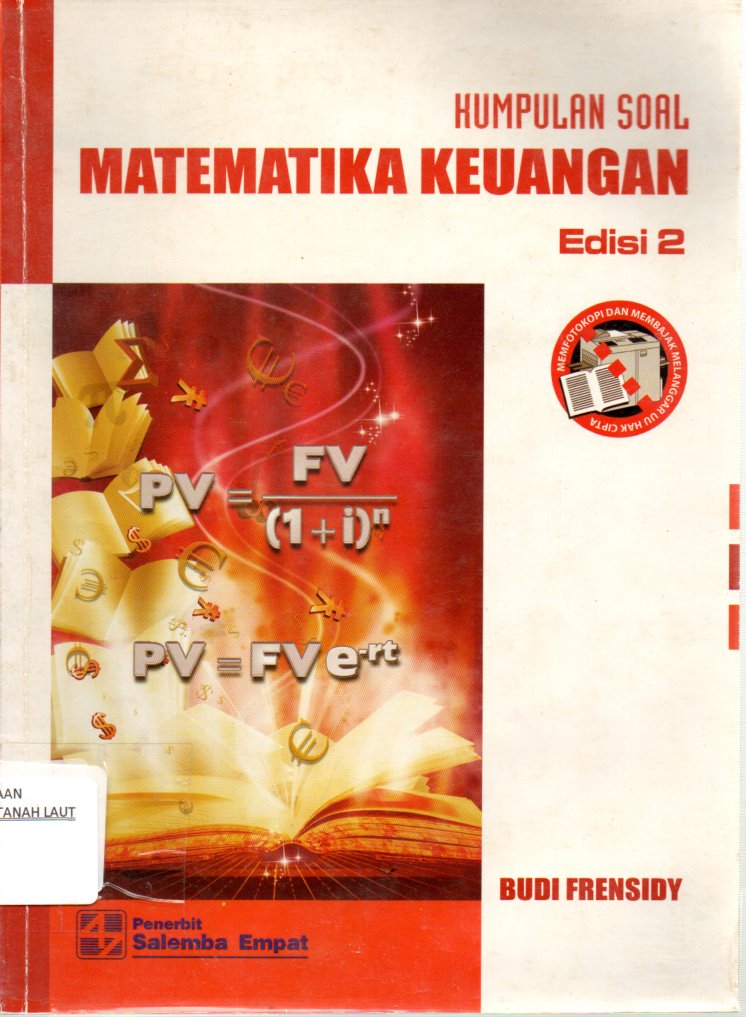 KUMPULAN SOAL
MATEMATIKA KEUANGAN
Edisi 2
MEMFOTOKOPI DAN MEMBAJAK MELANGGAR UU HAK CIPTA
PV = FV
(1+i)ⁿ
PV = FV e⁻ʳᵗ
AAN
TANAH LAUT
BUDI FRENSIDY
Penerbit
Salemba Empat